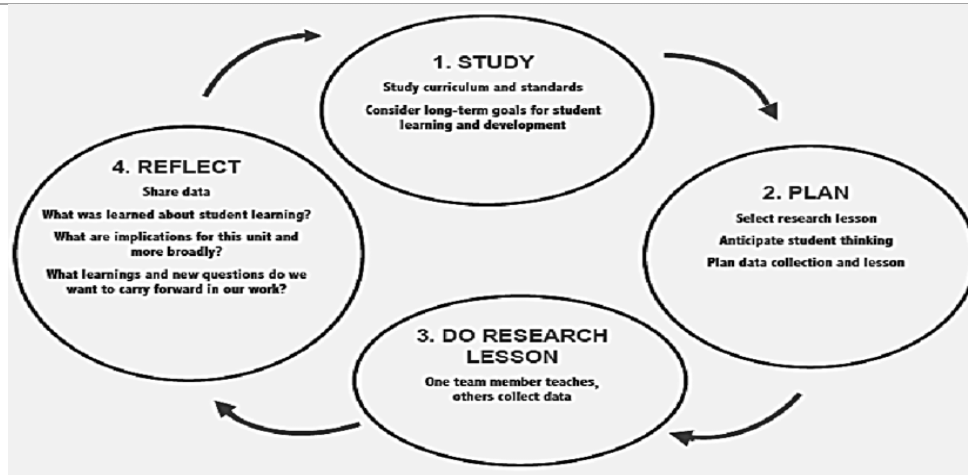 1. STUDY
Study curriculum and standards
Consider long-term goals for student
learning and development
2. PLAN
Select research lesson
Anticipate student thinking
Plan data collection and lesson
3. DO RESEARCH
LESSON
One team member teaches,
others collect data
4. REFLECT
Share data
What was learned about student learning?
What are implications for this unit and
more broadly?
What learnings and new questions do we
want to carry forward in our work?